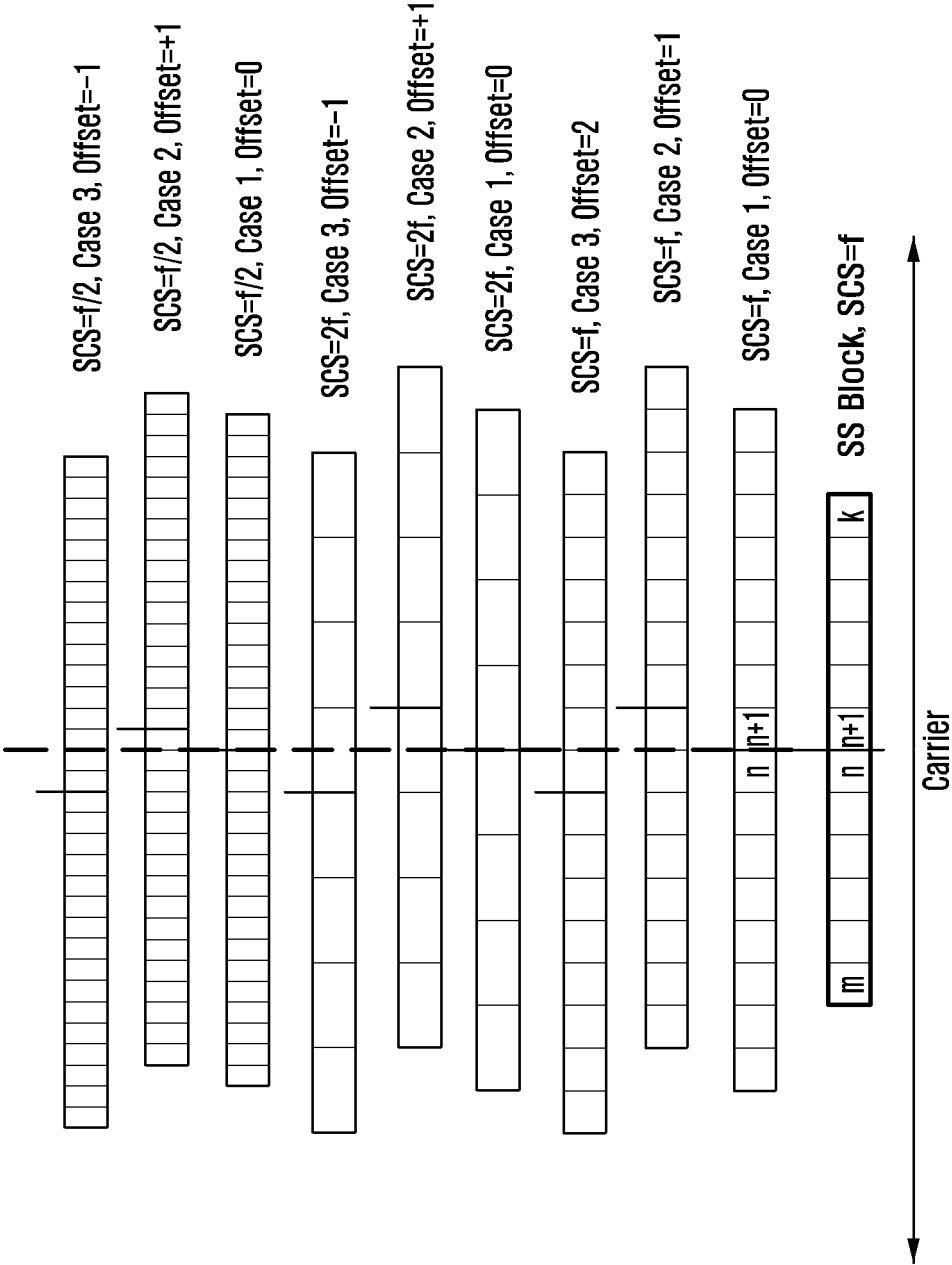 SCS=f/2, Case 3, Offset=-1
SCS=f/2, Case 2, Offset=+1
SCS=f/2, Case 1, Offset=0
SCS=2f, Case 3, Offset=-1
SCS=2f, Case 2, Offset=+1
SCS=2f, Case 1, Offset=0
SCS=f, Case 3, Offset=2
SCS=f, Case 2, Offset=1
SCS=f, Case 1, Offset=0
n n+1
SS Block, SCS=f
m n n+1 k
Carrier